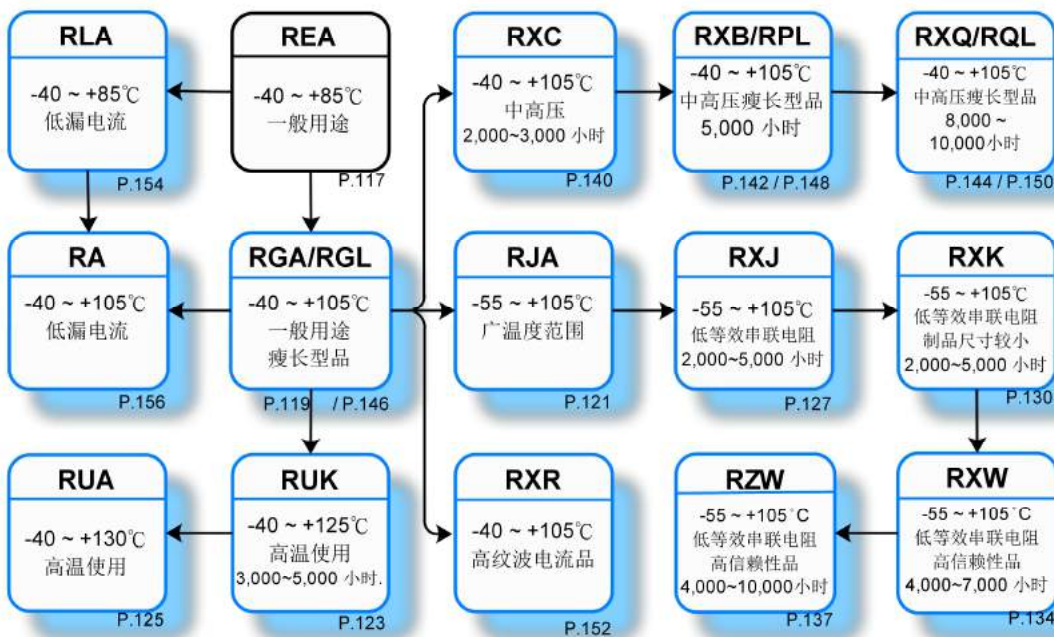 RLA
-40 ~ +85℃
低漏电流
P.154
REA
-40 ~ +85℃
一般用途
P.117
RXC
-40 ~ +105℃
中高压
2,000~3,000 小时
P.140
RXB/RPL
-40 ~ +105℃
中高压瘦长型品
5,000 小时
P.142 / P.148
RXQ/RQL
-40 ~ +105℃
中高压瘦长型品
8,000 ~
10,000小时
P.144 / P.150
RA
-40 ~ +105℃
低漏电流
P.156
RGA/RGL
-40 ~ +105℃
一般用途
瘦长型品
P.119 / P.146
RJA
-55 ~ +105℃
广温度范围
P.121
RXJ
-55 ~ +105℃
低等效串联电阻
2,000~5,000 小时
P.127
RXK
-55 ~ +105℃
低等效串联电阻
制品尺寸较小
2,000~5,000 小时
P.130
RUA
-40 ~ +130℃
高温使用
P.125
RUK
-40 ~ +125℃
高温使用
3,000~5,000 小时.
P.123
RXR
-40 ~ +105℃
高纹波电流品
P.152
RZW
-55 ~ +105°C
低等效串联电阻
高信赖性品
4,000~10,000小时
P.137
RXW
-55 ~ +105°C
低等效串联电阻
高信赖性品
4,000~7,000 小时
P.134